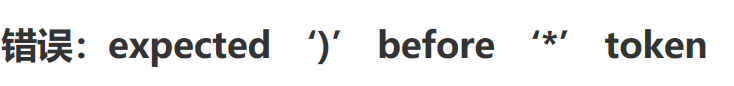 错误：expected ‘)’ before ‘*’ token